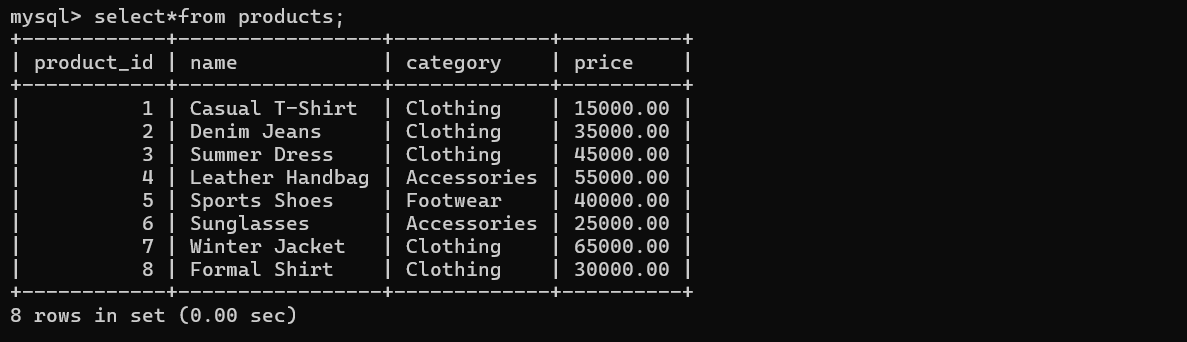 mysql> select*from products;
+------------+-----------------+-------------+----------+
| product_id | name            | category    | price    |
+------------+-----------------+-------------+----------+
|          1 | Casual T-Shirt  | Clothing    | 15000.00 |
|          2 | Denim Jeans     | Clothing    | 35000.00 |
|          3 | Summer Dress    | Clothing    | 45000.00 |
|          4 | Leather Handbag | Accessories | 55000.00 |
|          5 | Sports Shoes    | Footwear    | 40000.00 |
|          6 | Sunglasses      | Accessories | 25000.00 |
|          7 | Winter Jacket   | Clothing    | 65000.00 |
|          8 | Formal Shirt    | Clothing    | 30000.00 |
+------------+-----------------+-------------+----------+
8 rows in set (0.00 sec)